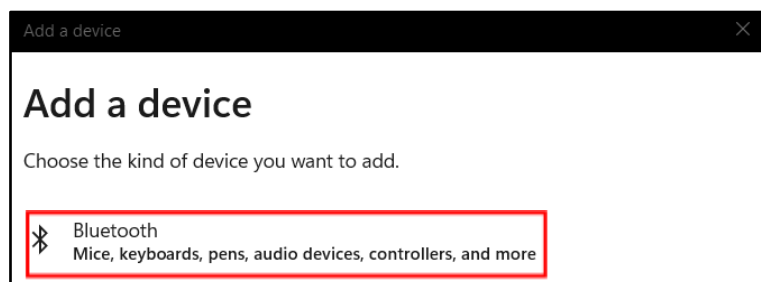 Add a device
Add a device
Choose the kind of device you want to add.
Bluetooth
Mice, keyboards, pens, audio devices, controllers, and more